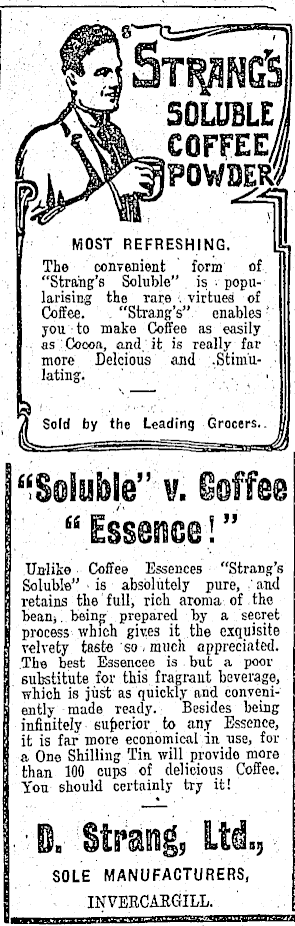 STRANG'S
SOLUBLE
COFFEE
POWDER
MOST REFRESHING.
The convenient form of
"Strang's Soluble" is popu-
larising the rare virtues of
Coffee. "Strang's" enables
you to make Coffee as easily
as Cocoa, and it is really far
more Delcious and Stimu-
lating.
Sold by the Leading Grocers.
"Soluble" v. Coffee
"Essence!"
Unlike Coffee Essences "Strang's
Soluble" is absolutely pure, and
retains the full, rich aroma of the
bean, being prepared by a secret
process which gives it the exquisite
velvety taste so much appreciated.
The best Essencee is but a poor
substitute for this fragrant beverage,
which is just as quickly and conveni-
ently made ready. Besides being
infinitely superior to any Essence,
it is far more economical in use, for
a One Shilling Tin will provide more
than 100 cups of delicious Coffee.
You should certainly try it!
D. Strang, Ltd.,
SOLE MANUFACTURERS,
INVERCARGILL.